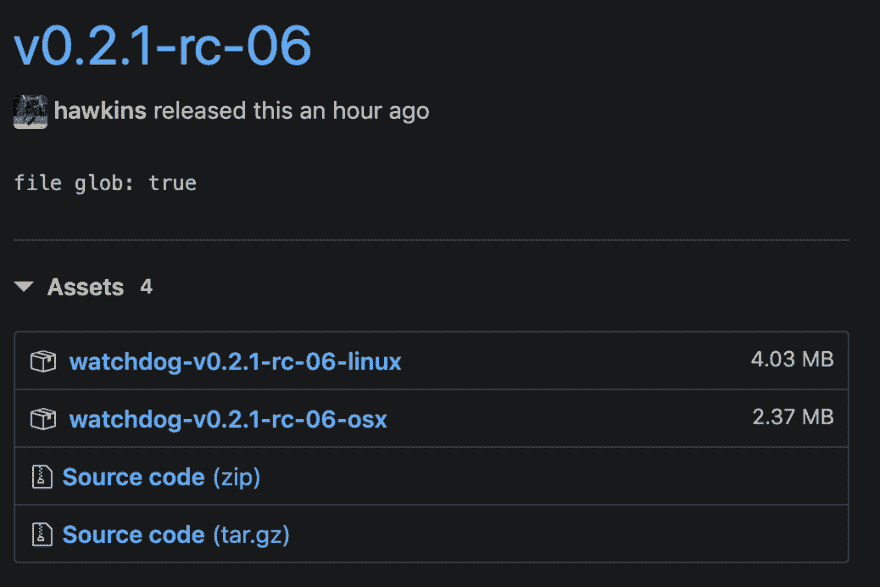 v0.2.1-rc-06
hawkins released this an hour ago
file glob: true
Assets 4
watchdog-v0.2.1-rc-06-linux 4.03 MB
watchdog-v0.2.1-rc-06-osx 2.37 MB
Source code (zip)
Source code (tar.gz)